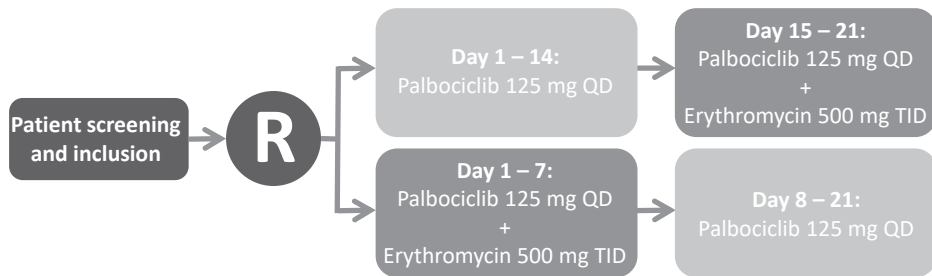 Patient screening
and inclusion
R
Day 1 – 14:
Palbociclib 125 mg QD
Day 15 – 21:
Palbociclib 125 mg QD
+
Erythromycin 500 mg TID
Day 1 – 7:
Palbociclib 125 mg QD
+
Erythromycin 500 mg TID
Day 8 – 21:
Palbociclib 125 mg QD